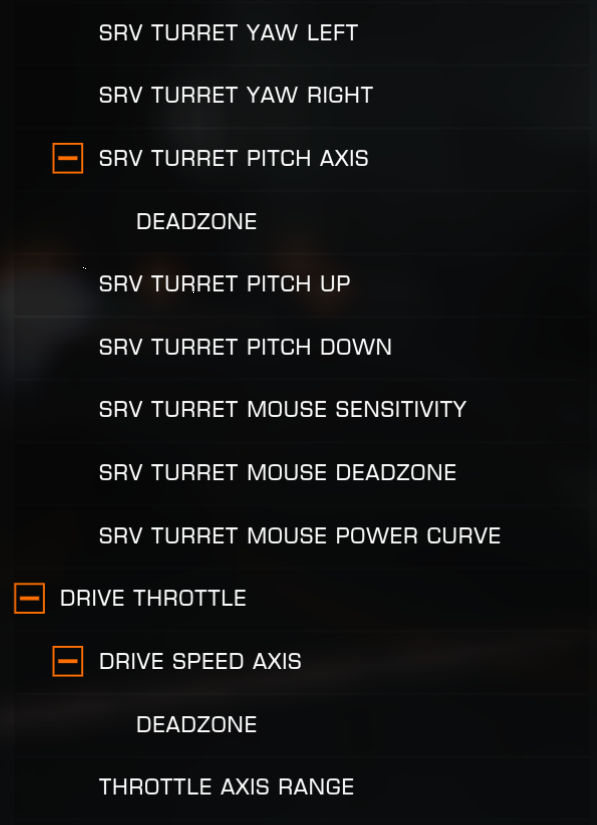 SRV TURRET YAW LEFT
SRV TURRET YAW RIGHT
SRV TURRET PITCH AXIS
DEADZONE
SRV TURRET PITCH UP
SRV TURRET PITCH DOWN
SRV TURRET MOUSE SENSITIVITY
SRV TURRET MOUSE DEADZONE
SRV TURRET MOUSE POWER CURVE
DRIVE THROTTLE
DRIVE SPEED AXIS
DEADZONE
THROTTLE AXIS RANGE